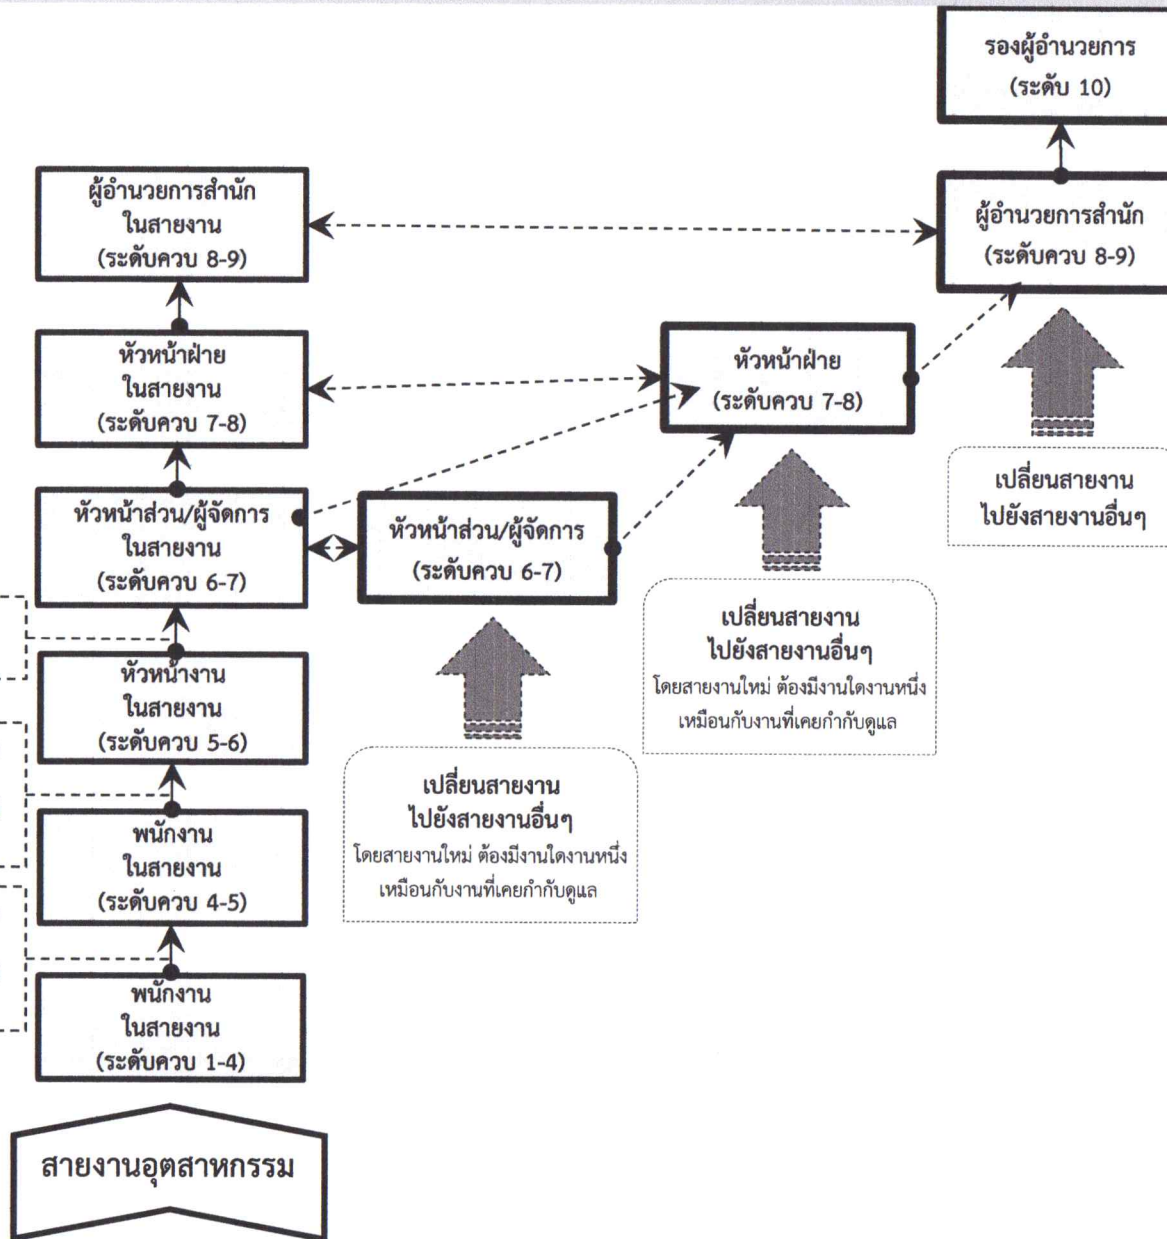 รองผู้อำนวยการ
(ระดับ 10)
ผู้อำนวยการสำนัก
ในสายงาน
(ระดับควบ 8-9)
ผู้อำนวยการสำนัก
(ระดับควบ 8-9)
หัวหน้าฝ่าย
ในสายงาน
(ระดับควบ 7-8)
หัวหน้าฝ่าย
(ระดับควบ 7-8)
เปลี่ยนสายงาน
ไปยังสายงานอื่นๆ
หัวหน้าส่วน/ผู้จัดการ
ในสายงาน
(ระดับควบ 6-7)
หัวหน้าส่วน/ผู้จัดการ
(ระดับควบ 6-7)
เปลี่ยนสายงาน
ไปยังสายงานอื่นๆ
โดยสายงานใหม่ ต้องมีงานใดงานหนึ่ง
เหมือนกับงานที่เคยกำกับดูแล
หัวหน้างาน
ในสายงาน
(ระดับควบ 5-6)
เปลี่ยนสายงาน
ไปยังสายงานอื่นๆ
โดยสายงานใหม่ ต้องมีงานใดงานหนึ่ง
เหมือนกับงานที่เคยกำกับดูแล
พนักงาน
ในสายงาน
(ระดับควบ 4-5)
พนักงาน
ในสายงาน
(ระดับควบ 1-4)
สายงานอุตสาหกรรม